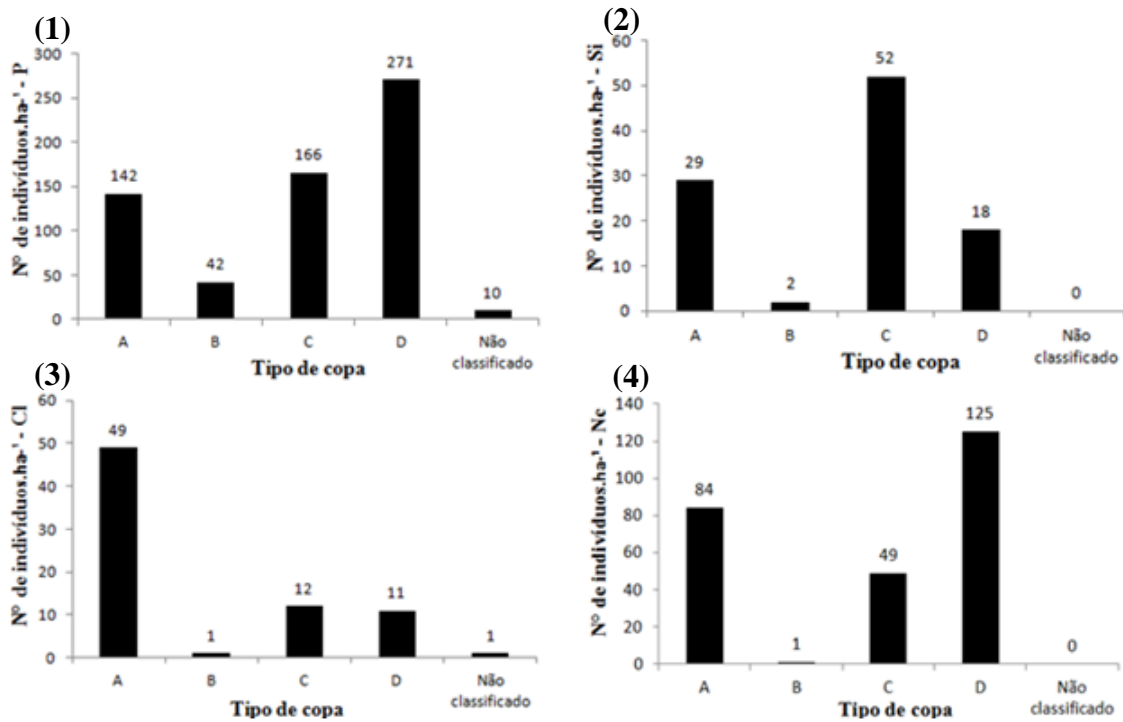 (1)
Nº de indivíduos.ha-¹ - P
300
250
200
150
100
50
0
142
42
166
271
10
A
B
C
D
Não
classificado
Tipo de copa
(2)
Nº de indivíduos.ha-¹ - Si
60
50
40
30
20
10
0
29
2
52
18
0
A
B
C
D
Não
classificado
Tipo de copa
(3)
Nº de indivíduos.ha-¹ - Cl
60
50
40
30
20
10
0
49
1
12
11
1
A
B
C
D
Não
classificado
Tipo de copa
(4)
Nº de indivíduos.ha-¹ - Nc
140
120
100
80
60
40
20
0
84
1
49
125
0
A
B
C
D
Não
classificado
Tipo de copa